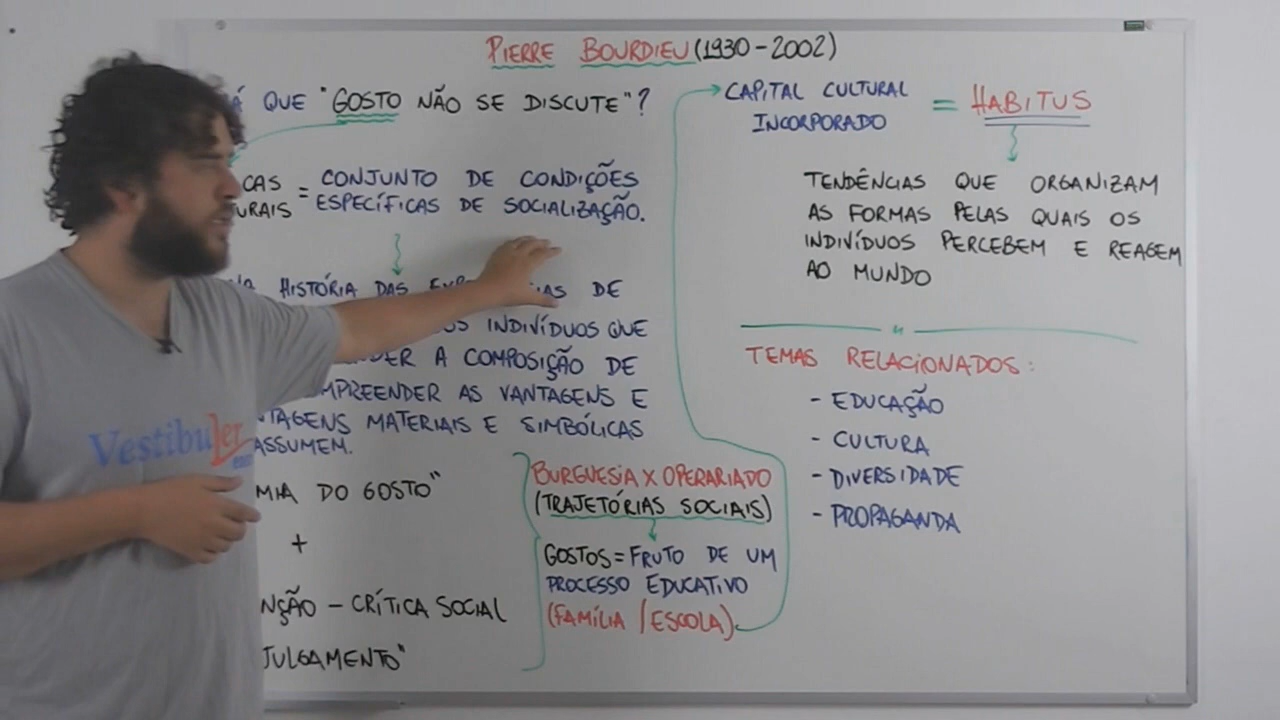 PIERRE BOURDIEU (1930-2002)
QUE "GOSTO NÃO SE DISCUTE"?
CAS = CONJUNTO DE CONDIÇÕES
URAIS ESPECÍFICAS DE SOCIALIZAÇÃO.
HISTÓRIA DAS DE
INDIVÍDUOS QUE
DER A COMPOSIÇÃO DE
MPREENDER AS VANTAGENS E
NTAGENS MATERIAIS E SIMBÓLICAS
ASSUMEM.
MIA DO GOSTO"
+
NÇÃO - CRÍTICA SOCIAL
JULGAMENTO"
BURGUESIA X OPERARIADO
(TRAJETÓRIAS SOCIAIS)
GOSTOS = FRUTO DE UM
PROCESSO EDUCATIVO
(FAMÍLIA / ESCOLA)
CAPITAL CULTURAL
INCORPORADO = HABITUS
TENDÊNCIAS QUE ORGANIZAM
AS FORMAS PELAS QUAIS OS
INDIVÍDUOS PERCEBEM E REAGEM
AO MUNDO
TEMAS RELACIONADOS:
- EDUCAÇÃO
- CULTURA
- DIVERSIDADE
- PROPAGANDA
Vestibuler